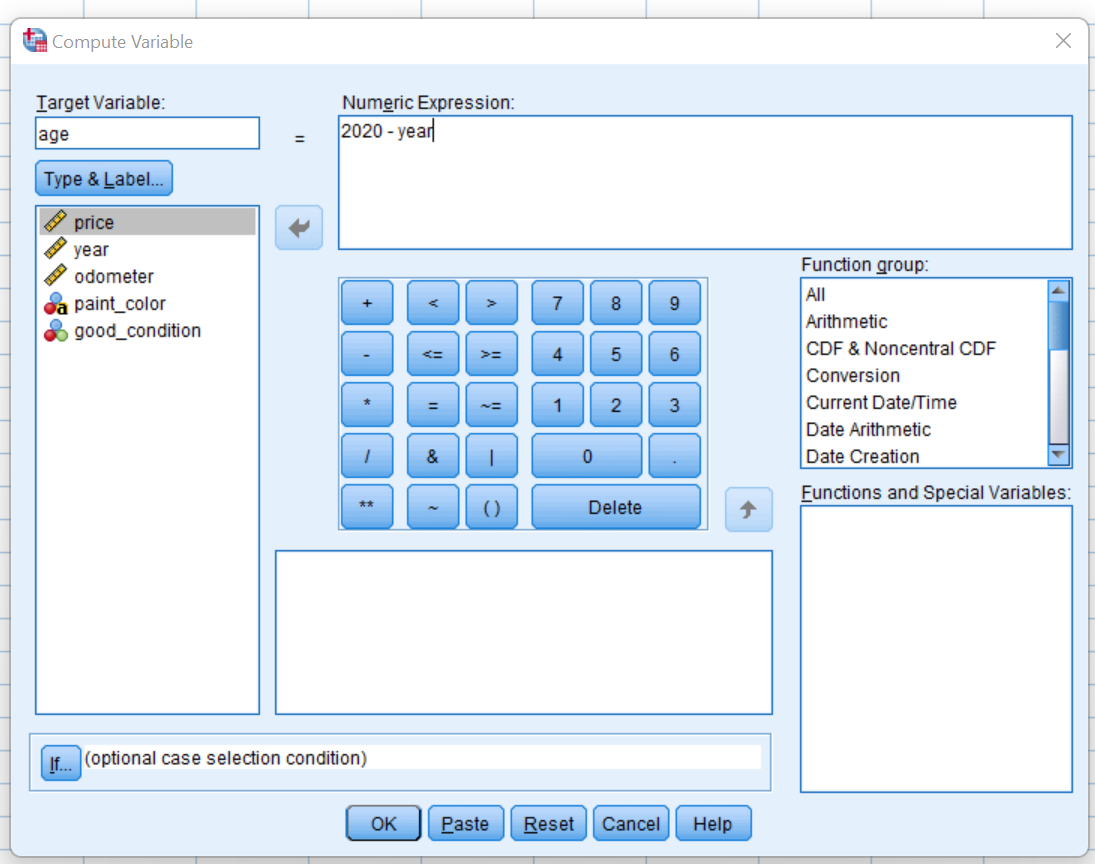 Compute Variable
Target Variable:
age
=
Numeric Expression:
2020 - year
Type & Label...
price
year
odometer
paint_color
good_condition
+ < > 7 8 9
- <= >= 4 5 6
* = ~= 1 2 3
/ & | 0 .
** ~ ( ) Delete
Function group:
All
Arithmetic
CDF & Noncentral CDF
Conversion
Current Date/Time
Date Arithmetic
Date Creation
Functions and Special Variables:
If... (optional case selection condition)
OK Paste Reset Cancel Help